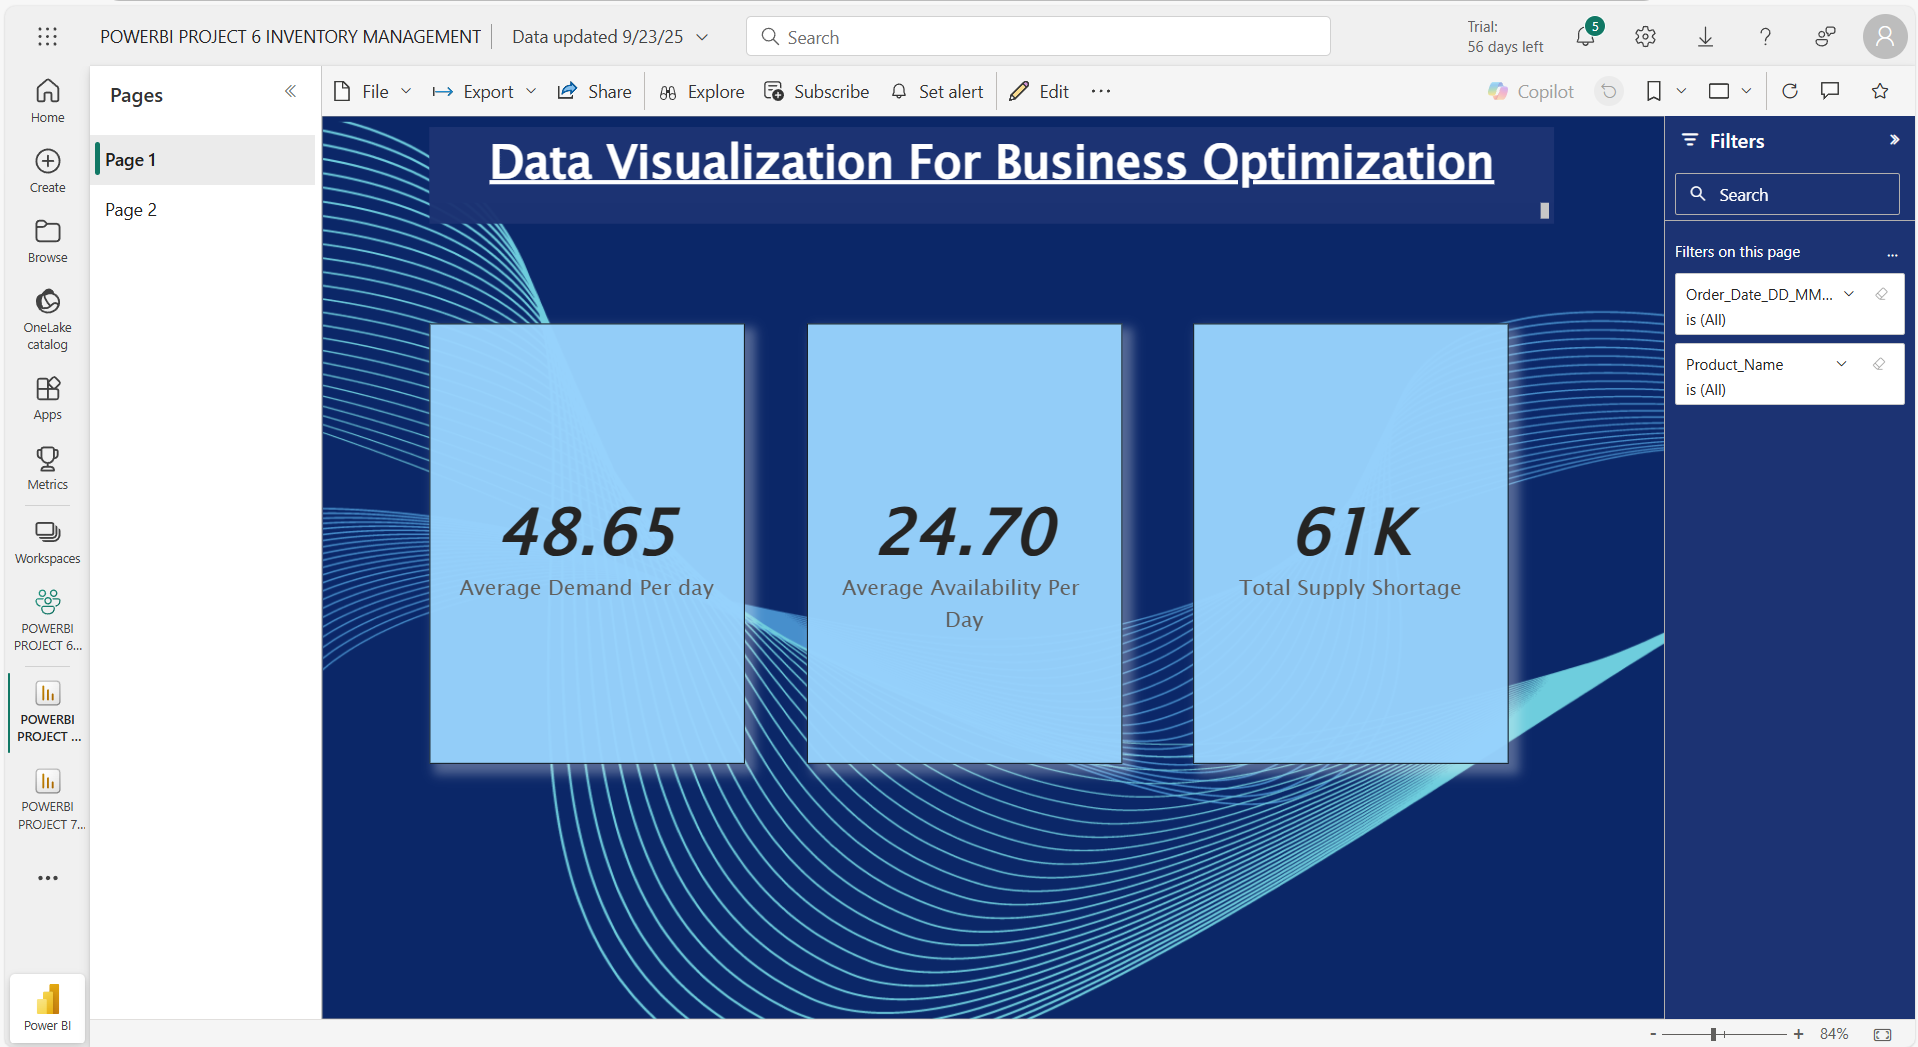 POWERBI PROJECT 6 INVENTORY MANAGEMENT
Data updated 9/23/25
Search
Trial:
56 days left
5
Home
Create
Browse
OneLake
catalog
Apps
Metrics
Workspaces
POWERBI
PROJECT 6...
POWERBI
PROJECT ...
POWERBI
PROJECT 7...
Power BI
Pages
Page 1
Page 2
File
Export
Share
Explore
Subscribe
Set alert
Edit
Copilot
Data Visualization For Business Optimization
48.65
Average Demand Per day
24.70
Average Availability Per
Day
61K
Total Supply Shortage
Filters
Search
Filters on this page
Order_Date_DD_MM...
is (All)
Product_Name
is (All)
84%